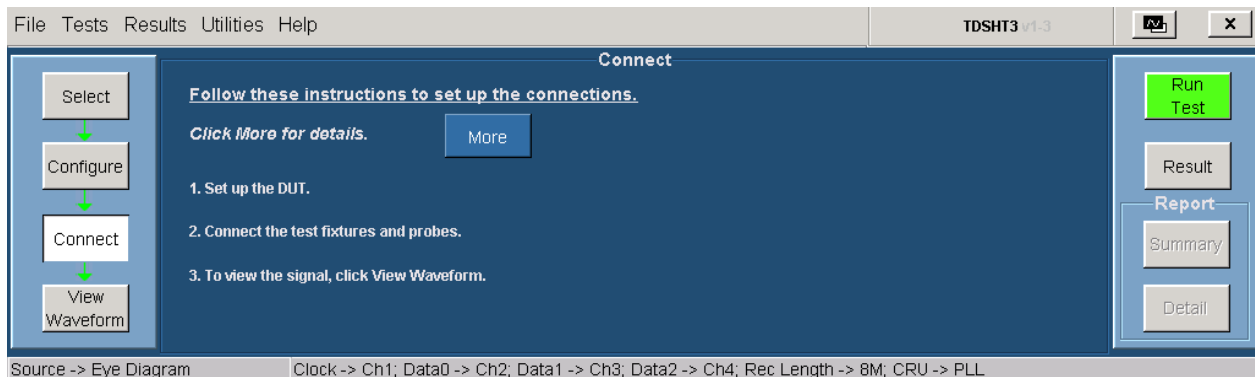 File Tests Results Utilities Help
TDSHT3 v1-3
x
Connect
Select
Configure
Connect
View
Waveform
Follow these instructions to set up the connections.
Click More for details.
More
1. Set up the DUT.
2. Connect the test fixtures and probes.
3. To view the signal, click View Waveform.
Run
Test
Result
Report
Summary
Detail
Source -> Eye Diagram
Clock -> Ch1; Data0 -> Ch2; Data1 -> Ch3; Data2 -> Ch4; Rec Length -> 8M; CRU -> PLL